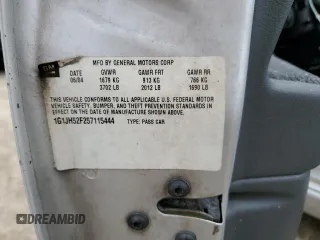 MFD BY GENERAL MOTORS CORP
DATE GVWR GAWR FRT GAWR RR
06/04 1679 KG 912 KG 766 KG
3702 LB 2012 LB 1690 LB
THIS VEHICLE CONFORMS TO ALL APPLICABLE U.S. FEDERAL MOTOR
VEHICLE SAFETY, BUMPER, AND THEFT PREVENTION STANDARDS IN
EFFECT ON THE DATE OF MANUFACTURE SHOWN ABOVE.
1G1JH52F257115444 TYPE: PASS CAR
DREAMBID